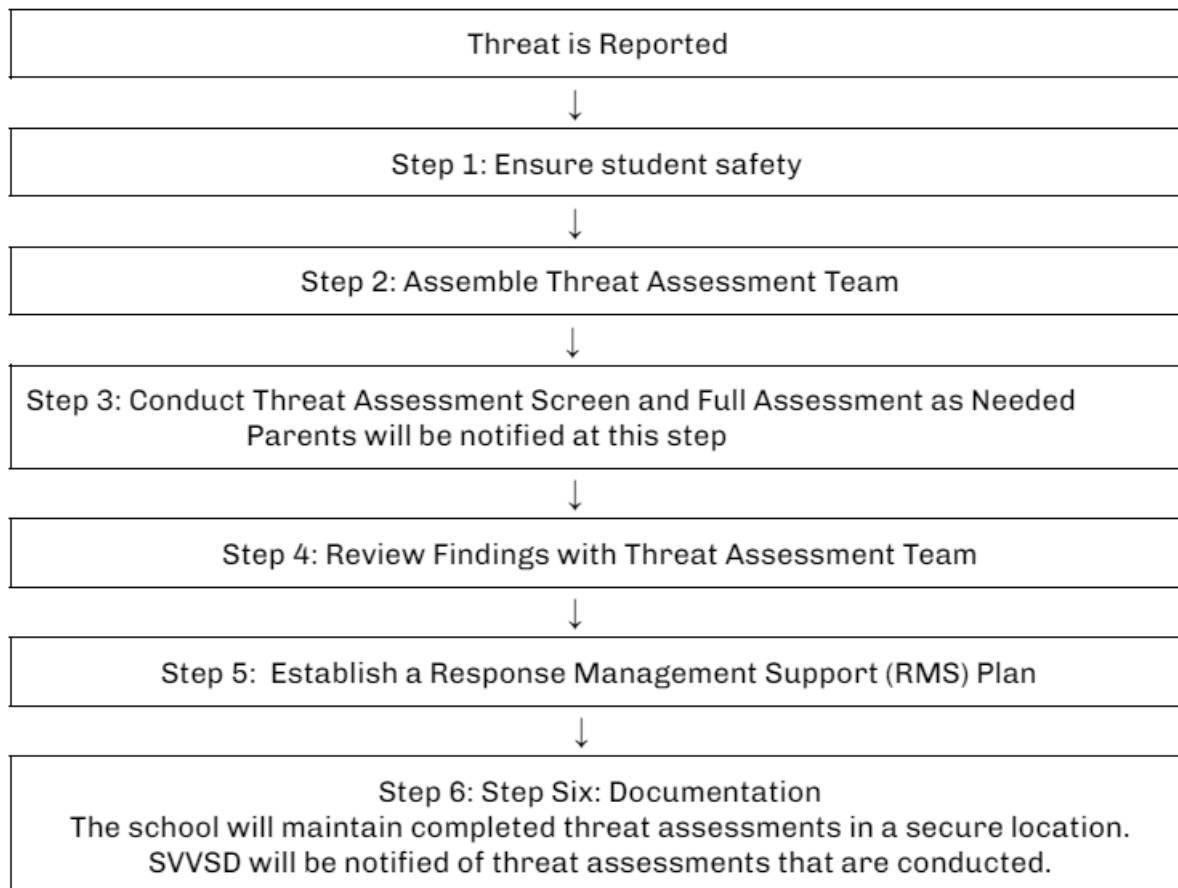 Threat is Reported
↓
Step 1: Ensure student safety
↓
Step 2: Assemble Threat Assessment Team
↓
Step 3: Conduct Threat Assessment Screen and Full Assessment as Needed
Parents will be notified at this step
↓
Step 4: Review Findings with Threat Assessment Team
↓
Step 5: Establish a Response Management Support (RMS) Plan
↓
Step 6: Step Six: Documentation
The school will maintain completed threat assessments in a secure location.
SVVSD will be notified of threat assessments that are conducted.